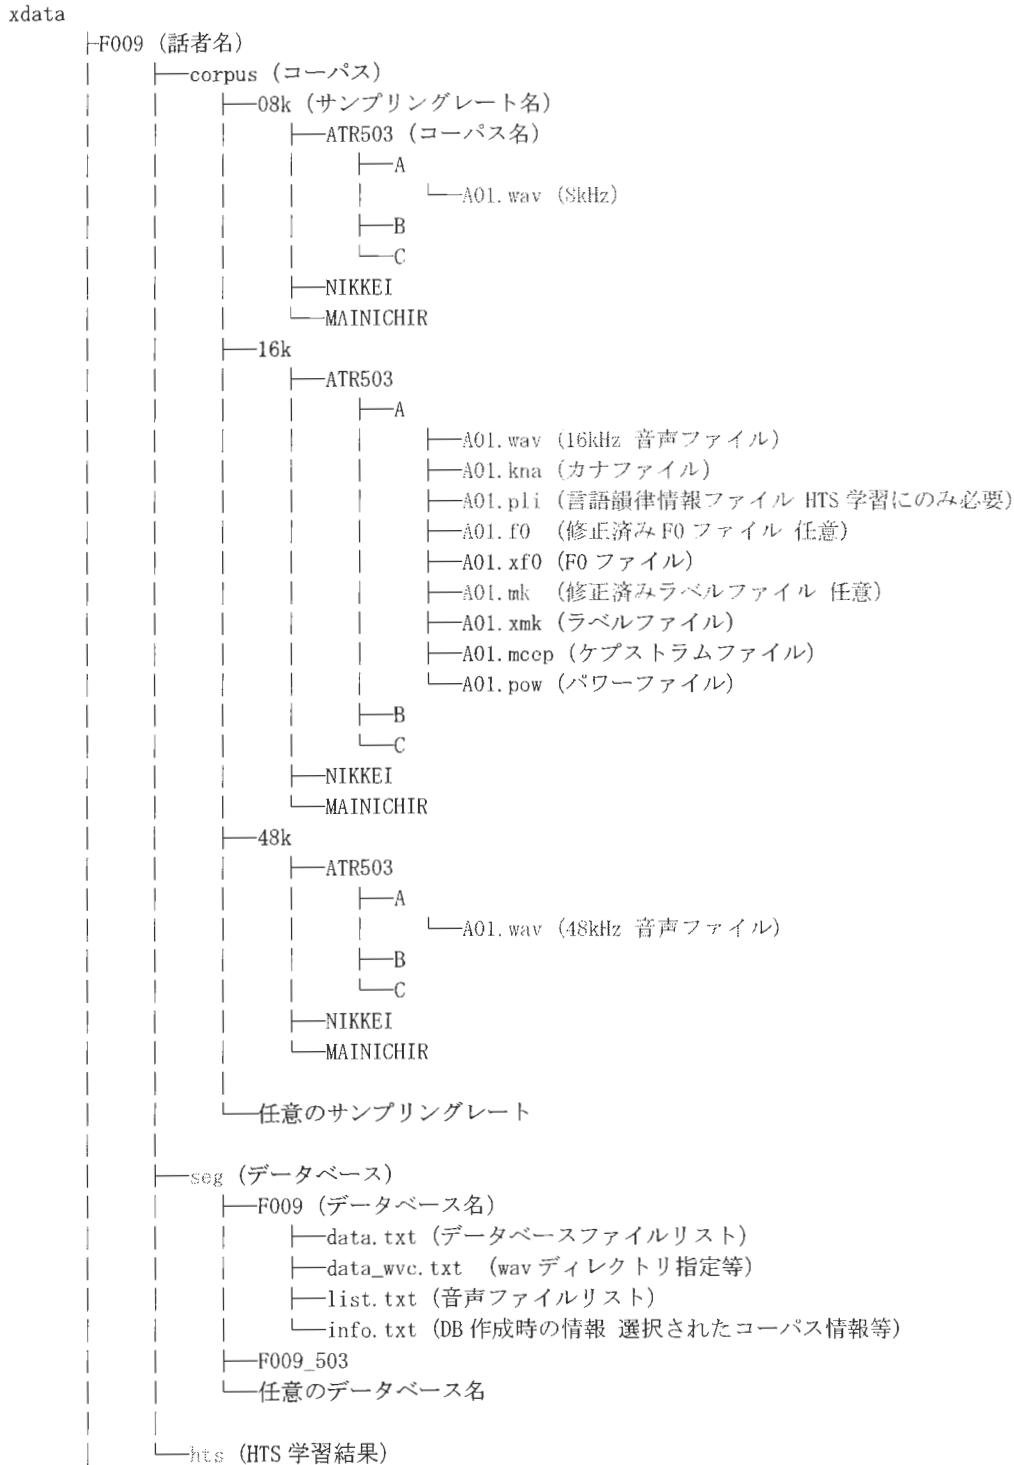 xdata
F009 (話者名)
corpus (コーパス)
08k (サンプリングレート名)
ATR503 (コーパス名)
A
A01.wav (8kHz)
B
C
NIKKEI
MAINICHIR
16k
ATR503
A
A01.wav (16kHz 音声ファイル)
A01.kna (カナファイル)
A01.pli (言語韻律情報ファイル HTS 学習にのみ必要)
A01.f0 (修正済み F0 ファイル 任意)
A01.xf0 (F0 ファイル)
A01.mk (修正済みラベルファイル 任意)
A01.xmk (ラベルファイル)
A01.mcep (ケプストラムファイル)
A01.pow (パワーファイル)
B
C
NIKKEI
MAINICHIR
48k
ATR503
A
A01.wav (48kHz 音声ファイル)
B
C
NIKKEI
MAINICHIR
任意のサンプリングレート
seg (データベース)
F009 (データベース名)
data.txt (データベースファイルリスト)
data_wvc.txt (wav ディレクトリ指定等)
list.txt (音声ファイルリスト)
info.txt (DB 作成時の情報 選択されたコーパス情報等)
F009_503
任意のデータベース名
hts (HTS 学習結果)